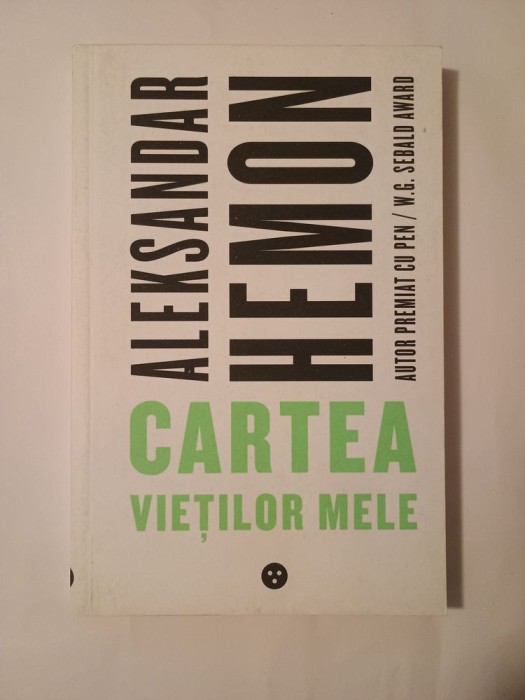 ALEKSANDAR
HEMON
AUTOR PREMIAT CU PEN / W.G. SEBALD AWARD
CARTEA
VIEȚILOR MELE